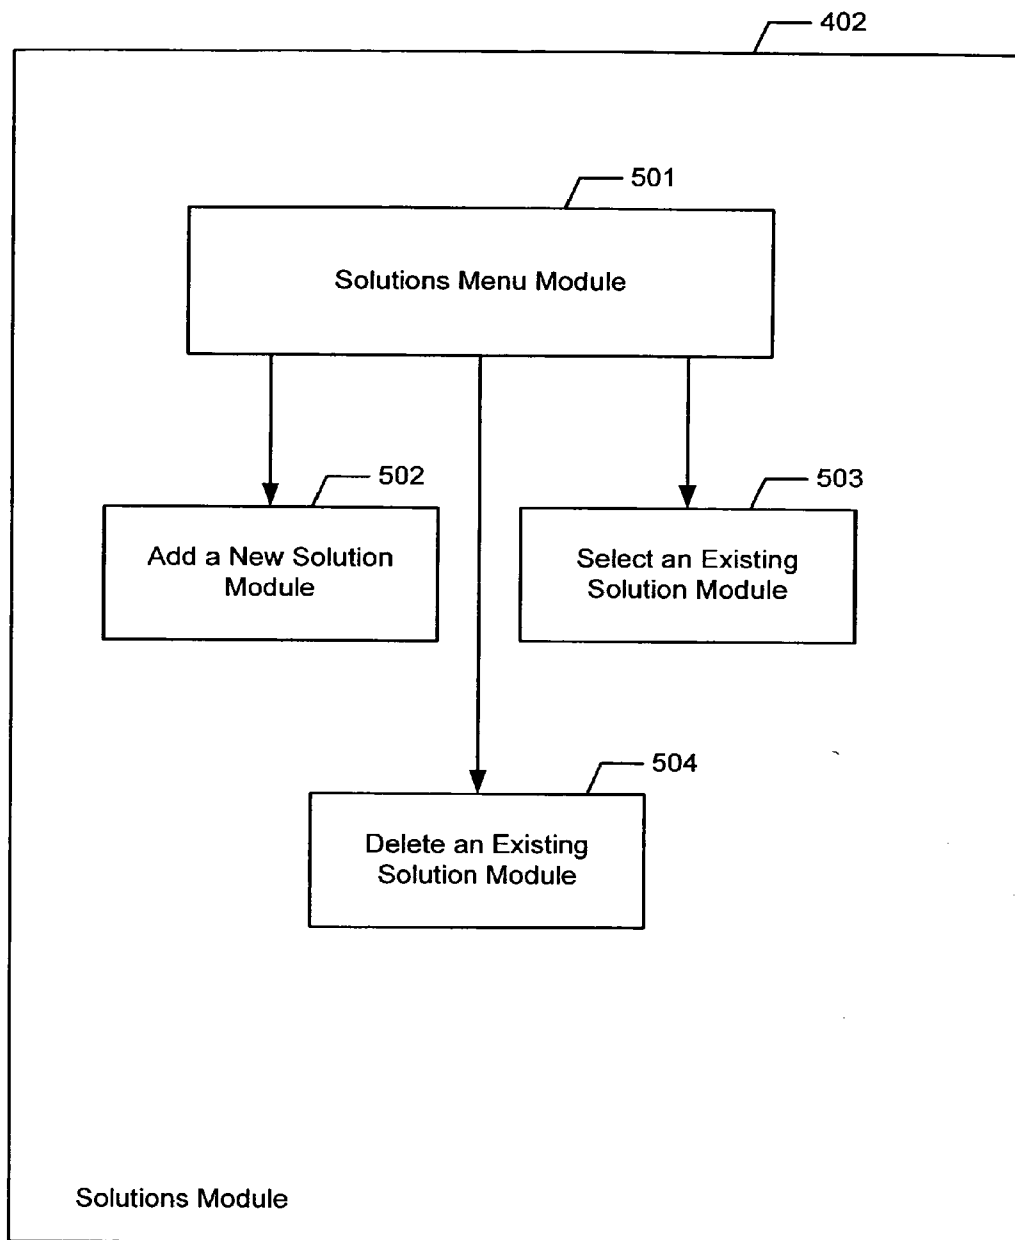 402
501
Solutions Menu Module
502
503
Add a New Solution
Module
Select an Existing
Solution Module
504
Delete an Existing
Solution Module
Solutions Module